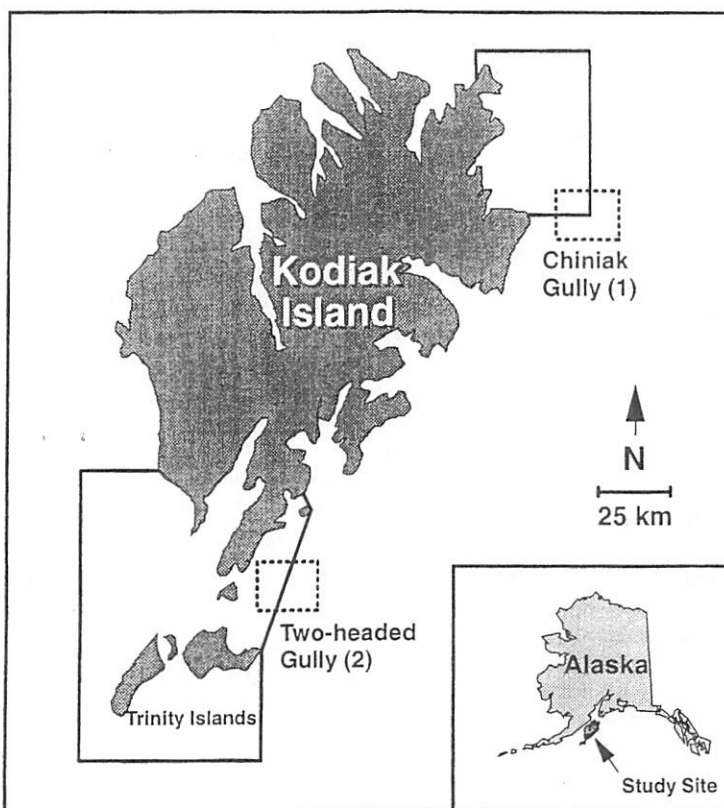 Kodiak
Island
Chiniak
Gully (1)
N
25 km
Two-headed
Gully (2)
Trinity Islands
Alaska
Study Site